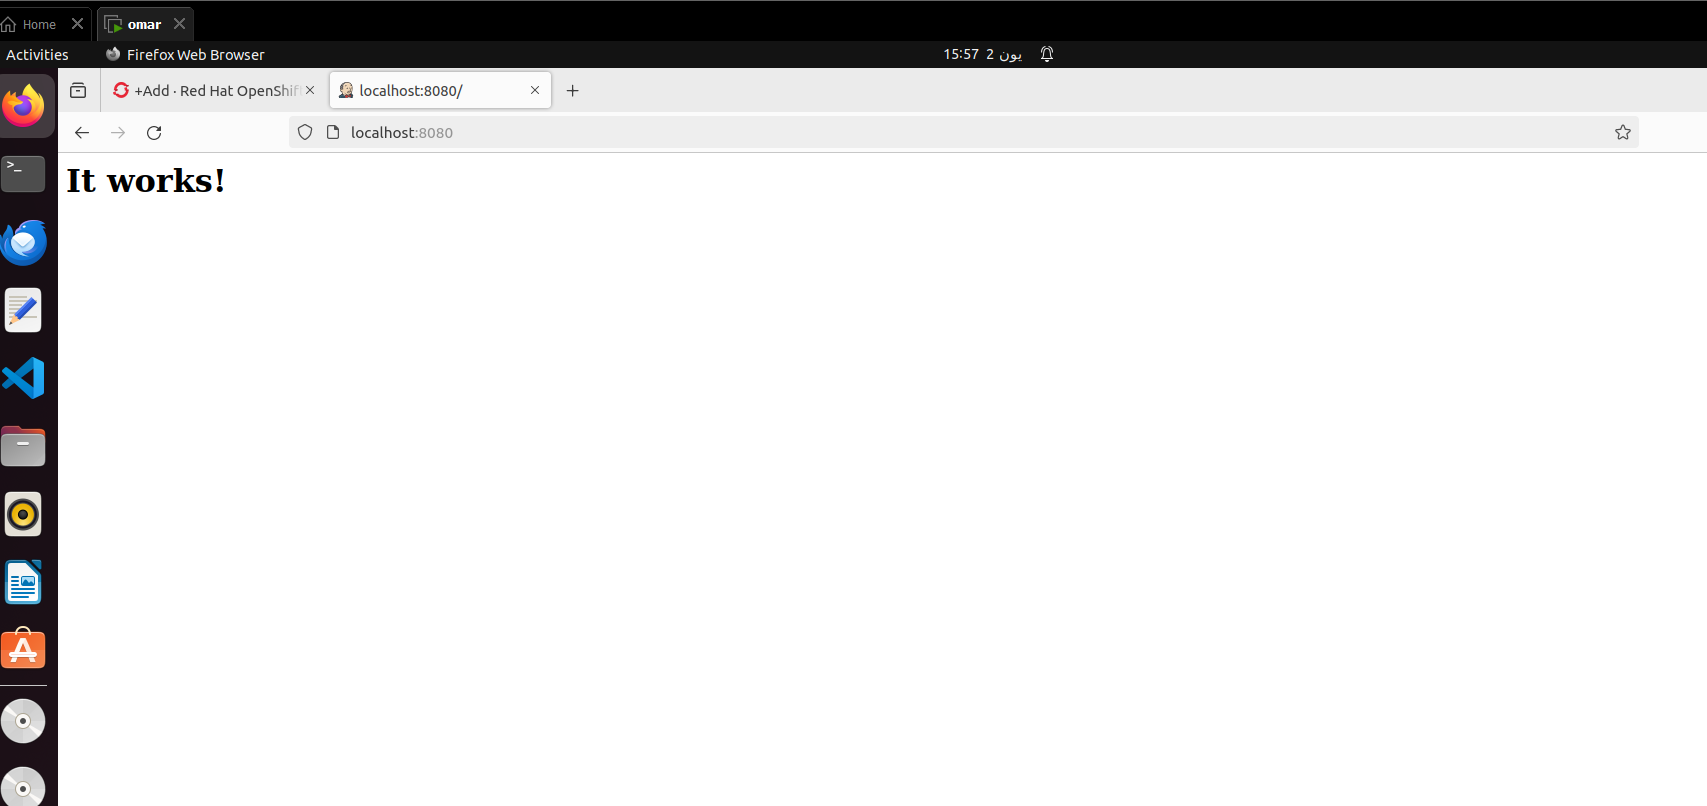 Home
omar
Activities
Firefox Web Browser
15:57 2 يون
+Add · Red Hat OpenShif
localhost:8080/
localhost:8080
It works!